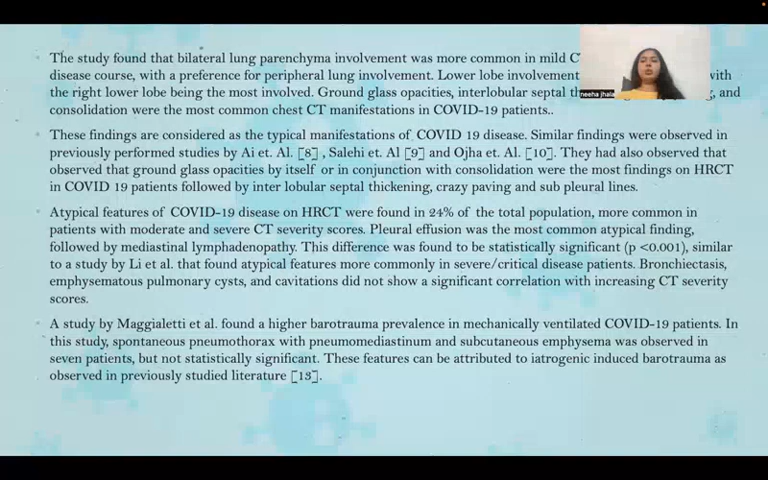 The study found that bilateral lung parenchyma involvement was more common in mild C
disease course, with a preference for peripheral lung involvement. Lower lobe involvement with
the right lower lobe being the most involved. Ground glass opacities, interlobular septal and
neeha jhala
consolidation were the most common chest CT manifestations in COVID-19 patients..
These findings are considered as the typical manifestations of COVID 19 disease. Similar findings were observed in
previously performed studies by Ai et. Al. [8] , Salehi et. Al [9] and Ojha et. Al. [10]. They had also observed that
observed that ground glass opacities by itself or in conjunction with consolidation were the most findings on HRCT
in COVID 19 patients followed by inter lobular septal thickening, crazy paving and sub pleural lines.
Atypical features of COVID-19 disease on HRCT were found in 24% of the total population, more common in
patients with moderate and severe CT severity scores. Pleural effusion was the most common atypical finding,
followed by mediastinal lymphadenopathy. This difference was found to be statistically significant (p <0.001), similar
to a study by Li et al. that found atypical features more commonly in severe/critical disease patients. Bronchiectasis,
emphysematous pulmonary cysts, and cavitations did not show a significant correlation with increasing CT severity
scores.
A study by Maggialetti et al. found a higher barotrauma prevalence in mechanically ventilated COVID-19 patients. In
this study, spontaneous pneumothorax with pneumomediastinum and subcutaneous emphysema was observed in
seven patients, but not statistically significant. These features can be attributed to iatrogenic induced barotrauma as
observed in previously studied literature [13].